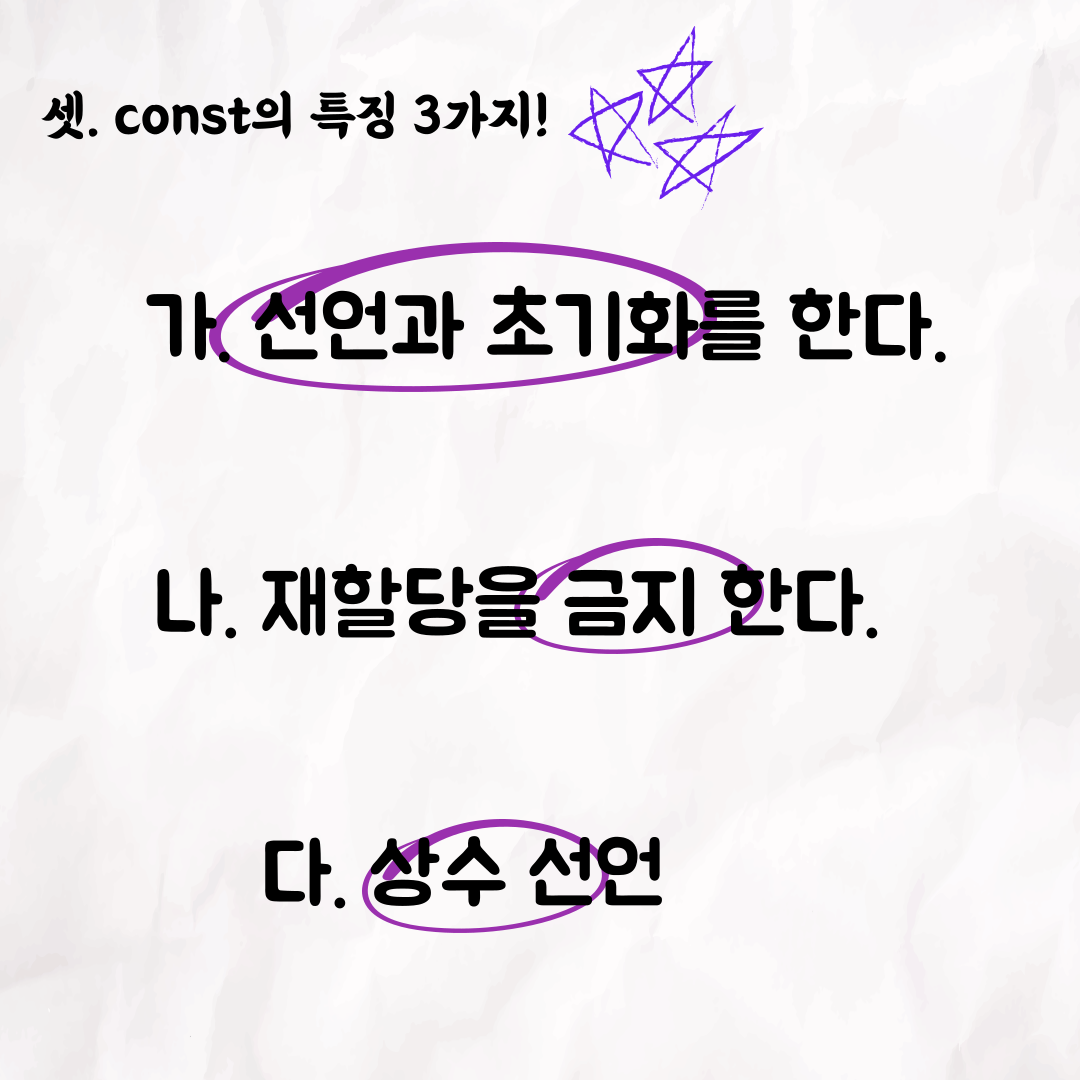 셋. const의 특징 3가지!
가. 선언과 초기화를 한다.
나. 재할당을 금지 한다.
다. 상수 선언